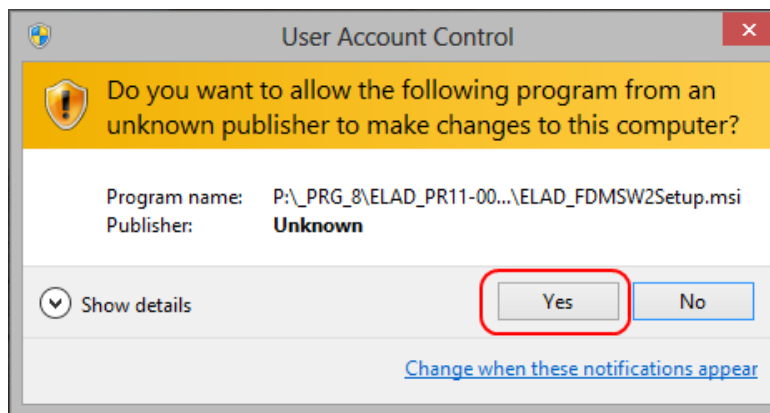 User Account Control
Do you want to allow the following program from an
unknown publisher to make changes to this computer?
Program name: P:\_PRG_8\ELAD_PR11-00...\ELAD_FDMSW2Setup.msi
Publisher: Unknown
Show details
Yes
No
Change when these notifications appear